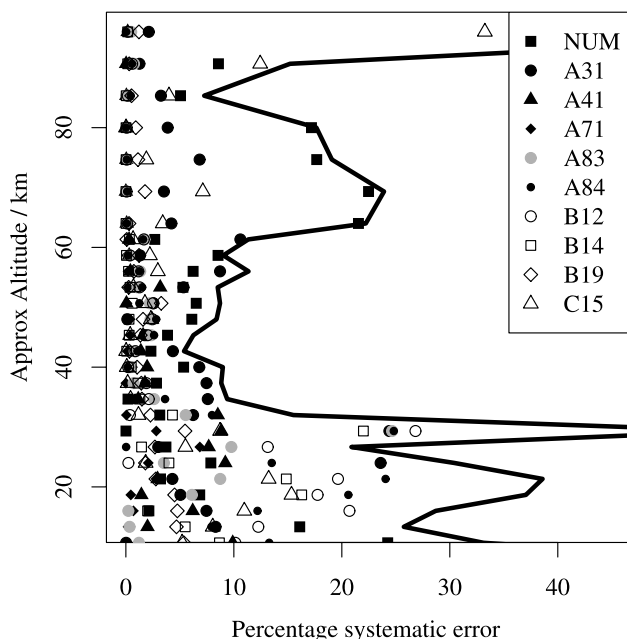 NUM
A31
A41
A71
A83
A84
B12
B14
B19
C15
80
60
40
20
Approx Altitude / km
0
10
20
30
40
Percentage systematic error